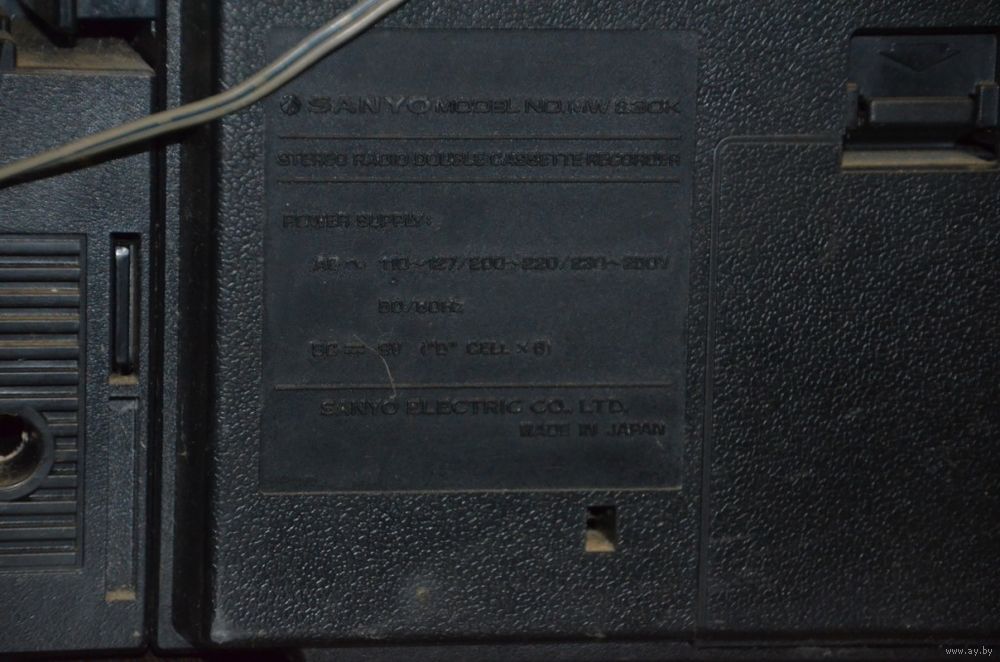 SANYO MODEL NO. MW 230K
STEREO RADIO DOUBLE CASSETTE RECORDER
POWER SUPPLY:
AC ~ 110~127/200~220/230~250V
50/60Hz
DC ⎓ 9V ("D" CELL × 6)
SANYO ELECTRIC CO., LTD.
MADE IN JAPAN
www.ay.by